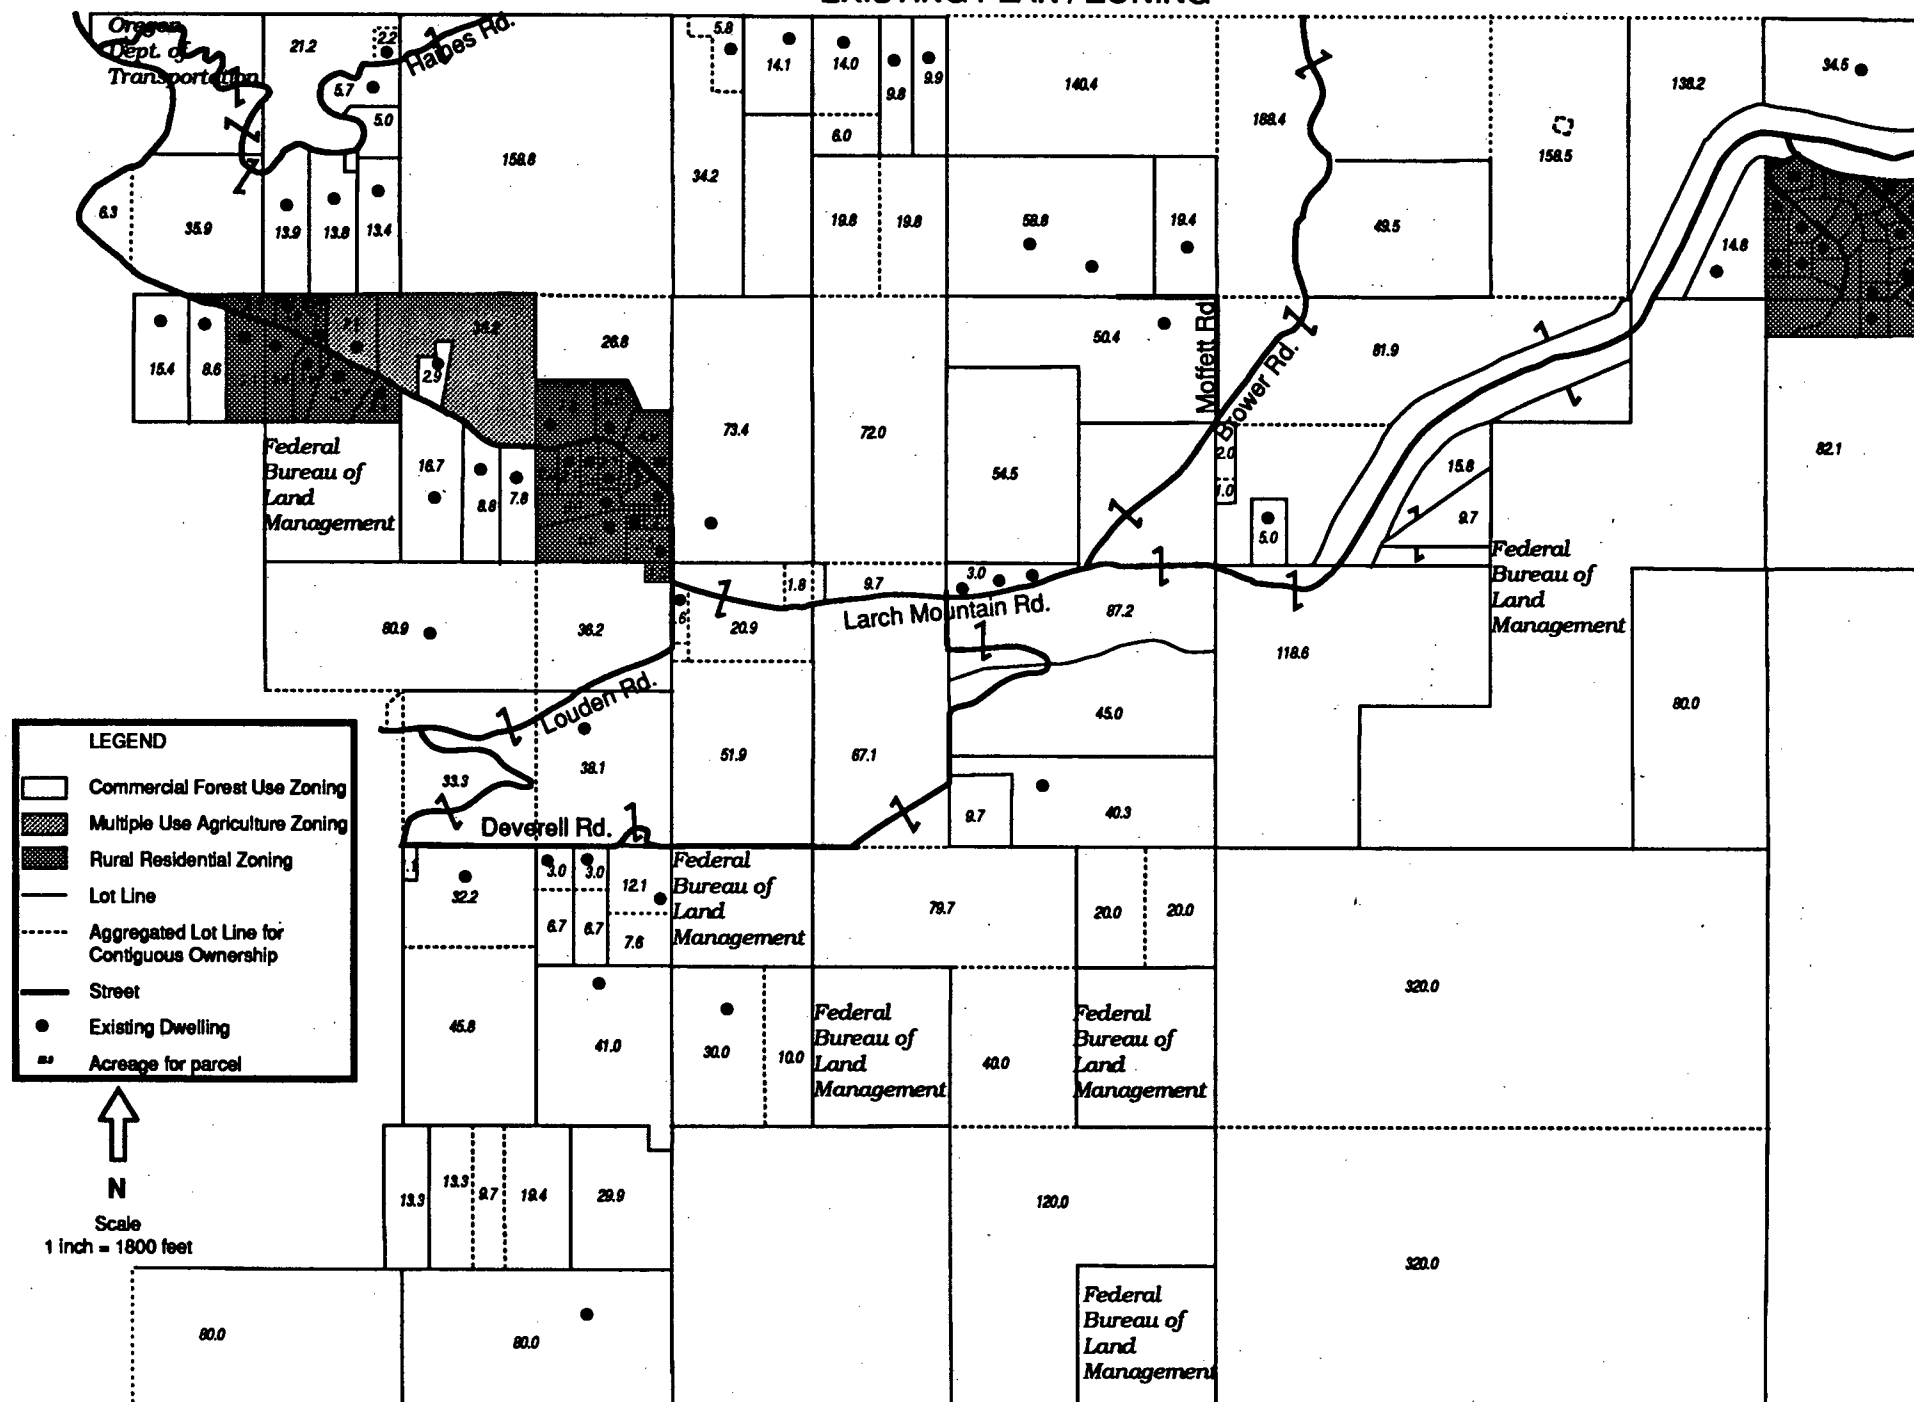 EXISTING PLAN / ZONING
Oregon
Dept. of
Transportation
21.2
2.2
Haines Rd.
5.7
5.0
158.8
5.8
14.1
14.0
9.8
9.9
6.0
140.4
188.4
158.5
138.2
34.5
6.3
35.9
13.9
13.8
13.4
34.2
19.8
19.8
58.8
19.4
49.5
14.8
15.4
8.6
2.9
26.8
50.4
Moffett Rd
Brower Rd.
81.9
82.1
Federal
Bureau of
Land
Management
16.7
8.8
7.8
73.4
72.0
54.5
2.0
1.0
5.0
15.8
9.7
Federal
Bureau of
Land
Management
80.9
36.2
.6
20.9
1.8
9.7
3.0
Larch Mountain Rd.
87.2
118.6
80.0
Louden Rd.
33.3
38.1
51.9
67.1
45.0
9.7
40.3
Deverell Rd.
LEGEND
Commercial Forest Use Zoning
Multiple Use Agriculture Zoning
Rural Residential Zoning
Lot Line
Aggregated Lot Line for
Contiguous Ownership
Street
Existing Dwelling
Acreage for parcel
32.2
3.0
3.0
6.7
6.7
12.1
7.6
Federal
Bureau of
Land
Management
79.7
20.0
20.0
320.0
45.8
41.0
30.0
10.0
Federal
Bureau of
Land
Management
40.0
Federal
Bureau of
Land
Management
N
Scale
1 inch = 1800 feet
13.3
13.3
9.7
19.4
29.9
120.0
320.0
80.0
80.0
Federal
Bureau of
Land
Management